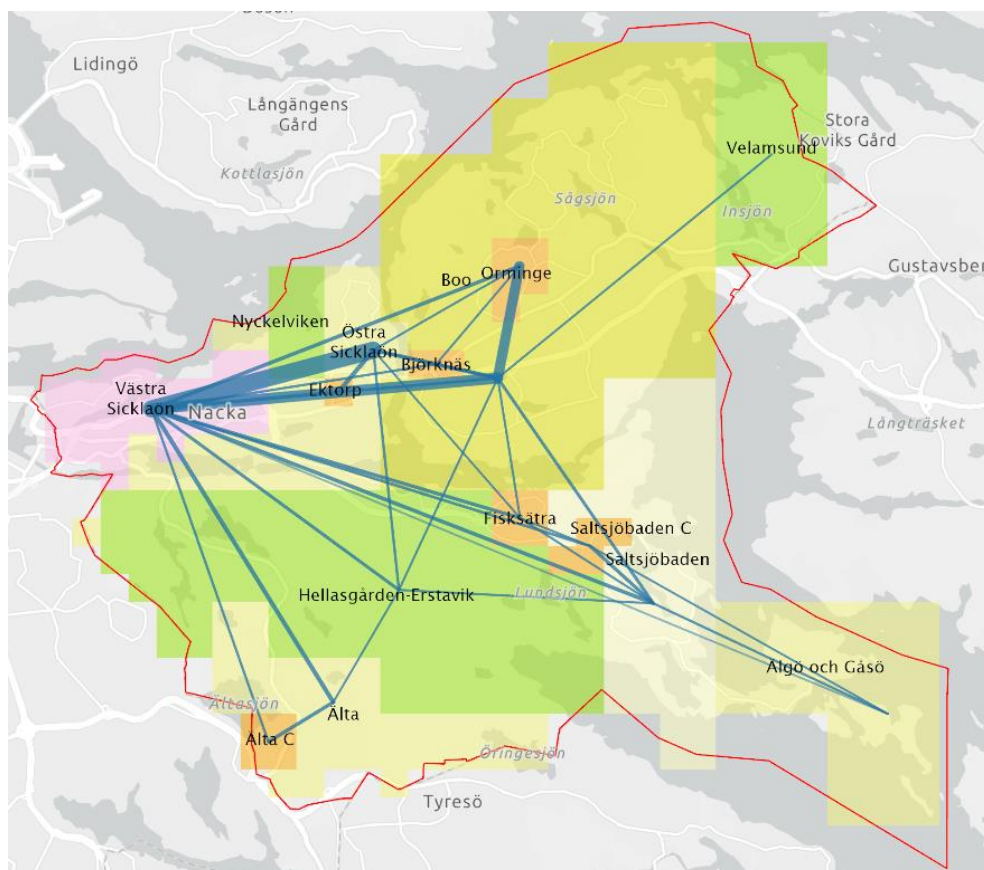 Lidingö
Långängens
Gård
Kottlasjön
Stora
Koviks Gård
Velamsund
Sågsjön
Insjön
Gustavsber
Boo
Orminge
Nyckelviken
Östra
Sicklaön
Björknäs
Ektorp
Västra
Sicklaön
Nacka
Långträsket
Fisksätra
Saltsjöbaden C
Saltsjöbaden
Hellasgården-Erstavik
Lundsjön
Älgö och Gåsö
Ältasjön
Älta
Älta C
Öringesjön
Tyresö